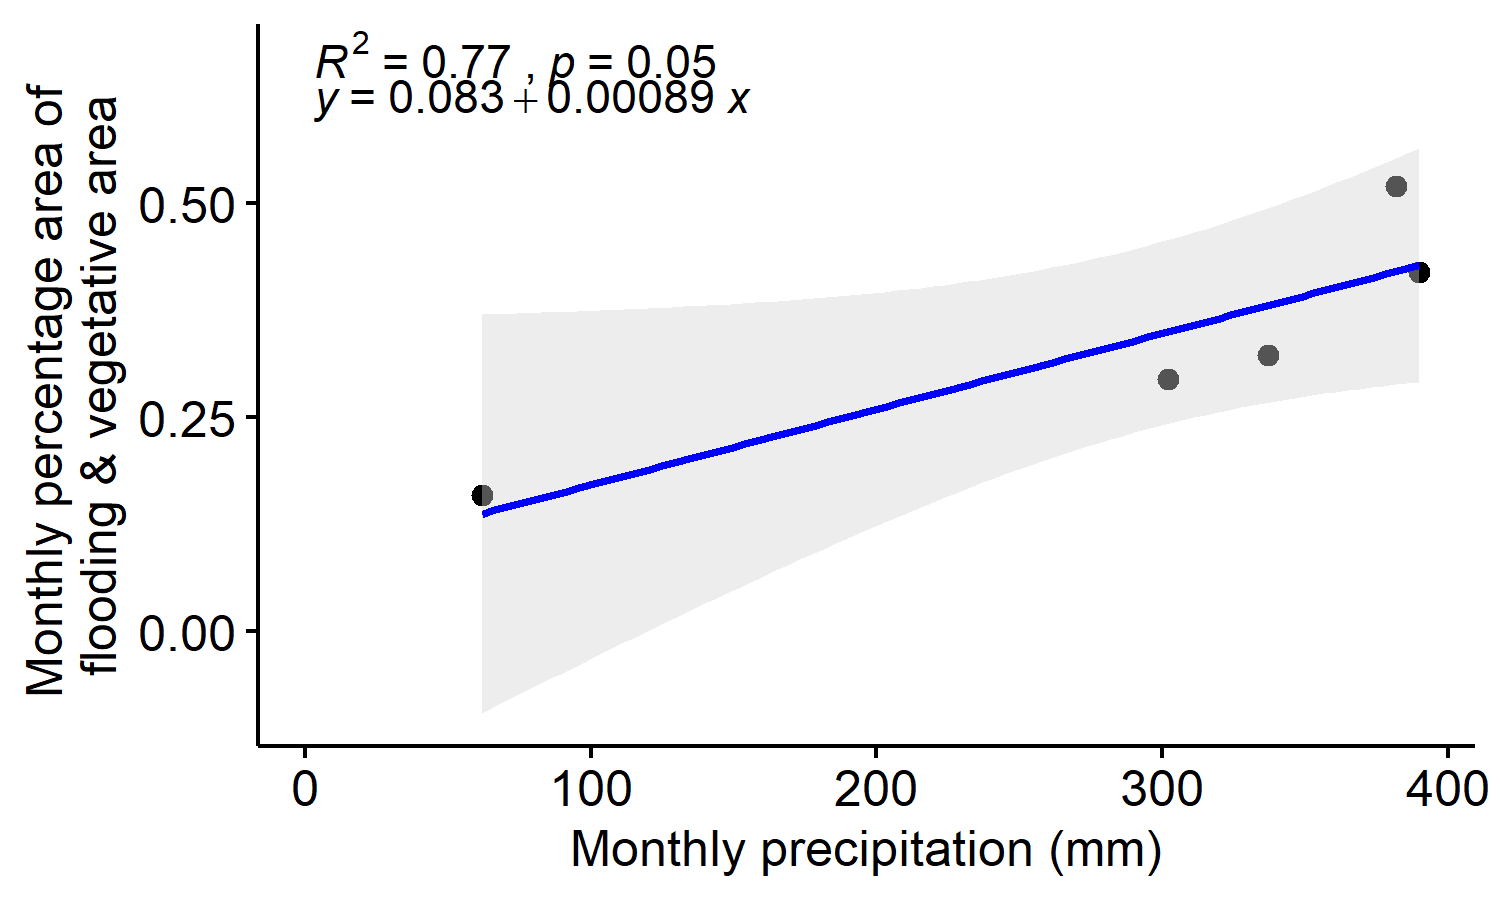 R² = 0.77 , p = 0.05
y = 0.083 + 0.00089 x
Monthly percentage area of
flooding & vegetative area
0.50
0.25
0.00
0 100 200 300 400
Monthly precipitation (mm)